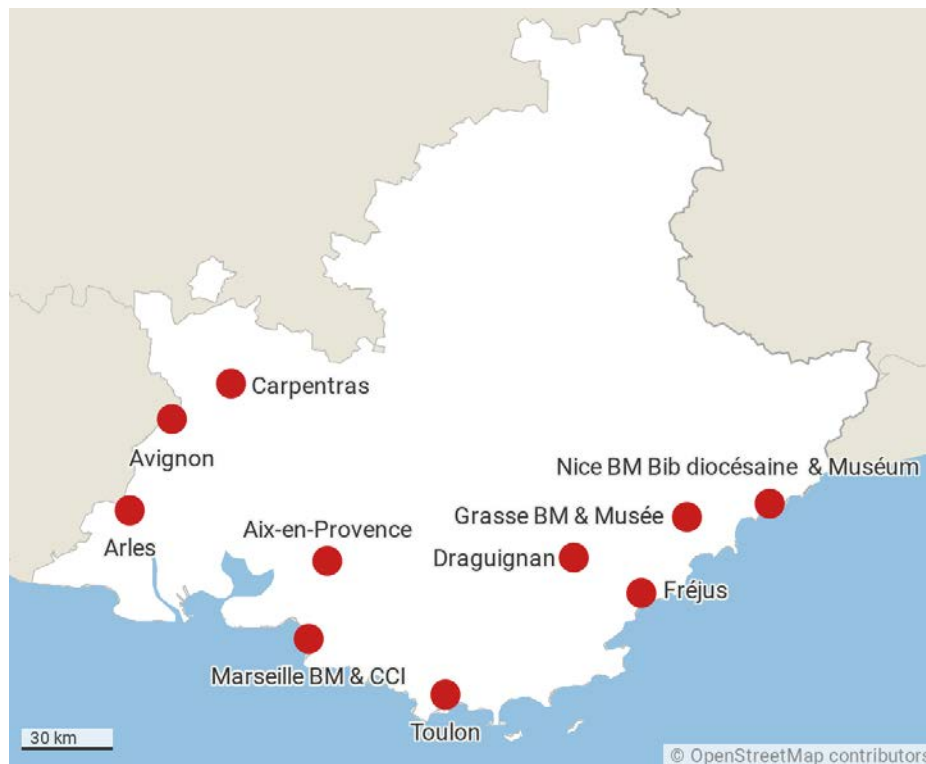 Carpentras
Avignon
Nice BM Bib diocésaine & Muséum
Grasse BM & Musée
Arles
Aix-en-Provence
Draguignan
Fréjus
Marseille BM & CCI
Toulon
30 km
© OpenStreetMap contributors